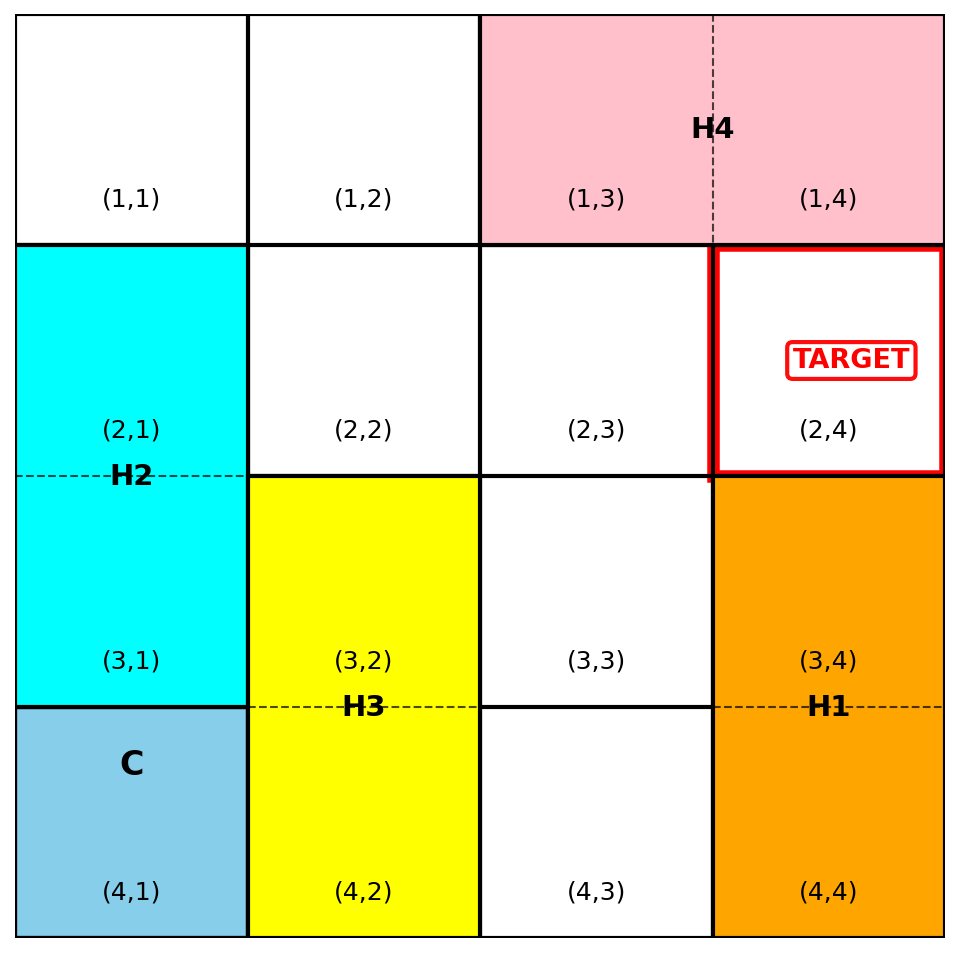 H4
(1,1) (1,2) (1,3) (1,4)
TARGET
(2,1) (2,2) (2,3) (2,4)
H2
(3,1) (3,2) (3,3) (3,4)
H3 H1
C
(4,1) (4,2) (4,3) (4,4)